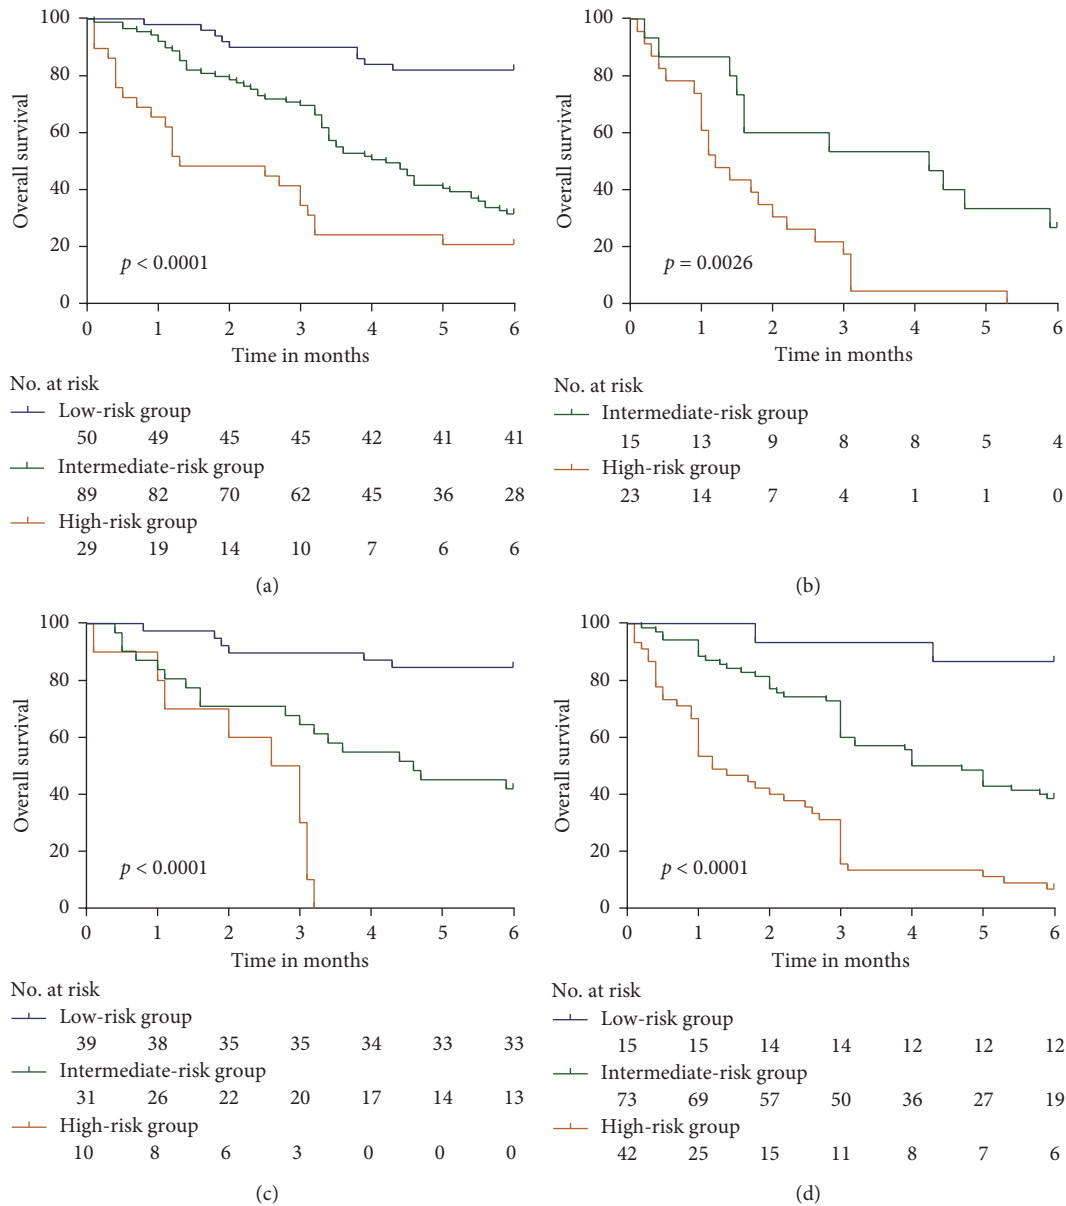 100
80
60
40
20
0
Overall survival
p < 0.0001
0 1 2 3 4 5 6
Time in months
No. at risk
Low-risk group
50 49 45 45 42 41 41
Intermediate-risk group
89 82 70 62 45 36 28
High-risk group
29 19 14 10 7 6 6
(a)
100
80
60
40
20
0
Overall survival
p = 0.0026
0 1 2 3 4 5 6
Time in months
No. at risk
Intermediate-risk group
15 13 9 8 8 5 4
High-risk group
23 14 7 4 1 1 0
(b)
100
80
60
40
20
0
Overall survival
p < 0.0001
0 1 2 3 4 5 6
Time in months
No. at risk
Low-risk group
39 38 35 35 34 33 33
Intermediate-risk group
31 26 22 20 17 14 13
High-risk group
10 8 6 3 0 0 0
(c)
100
80
60
40
20
0
Overall survival
p < 0.0001
0 1 2 3 4 5 6
Time in months
No. at risk
Low-risk group
15 15 14 14 12 12 12
Intermediate-risk group
73 69 57 50 36 27 19
High-risk group
42 25 15 11 8 7 6
(d)